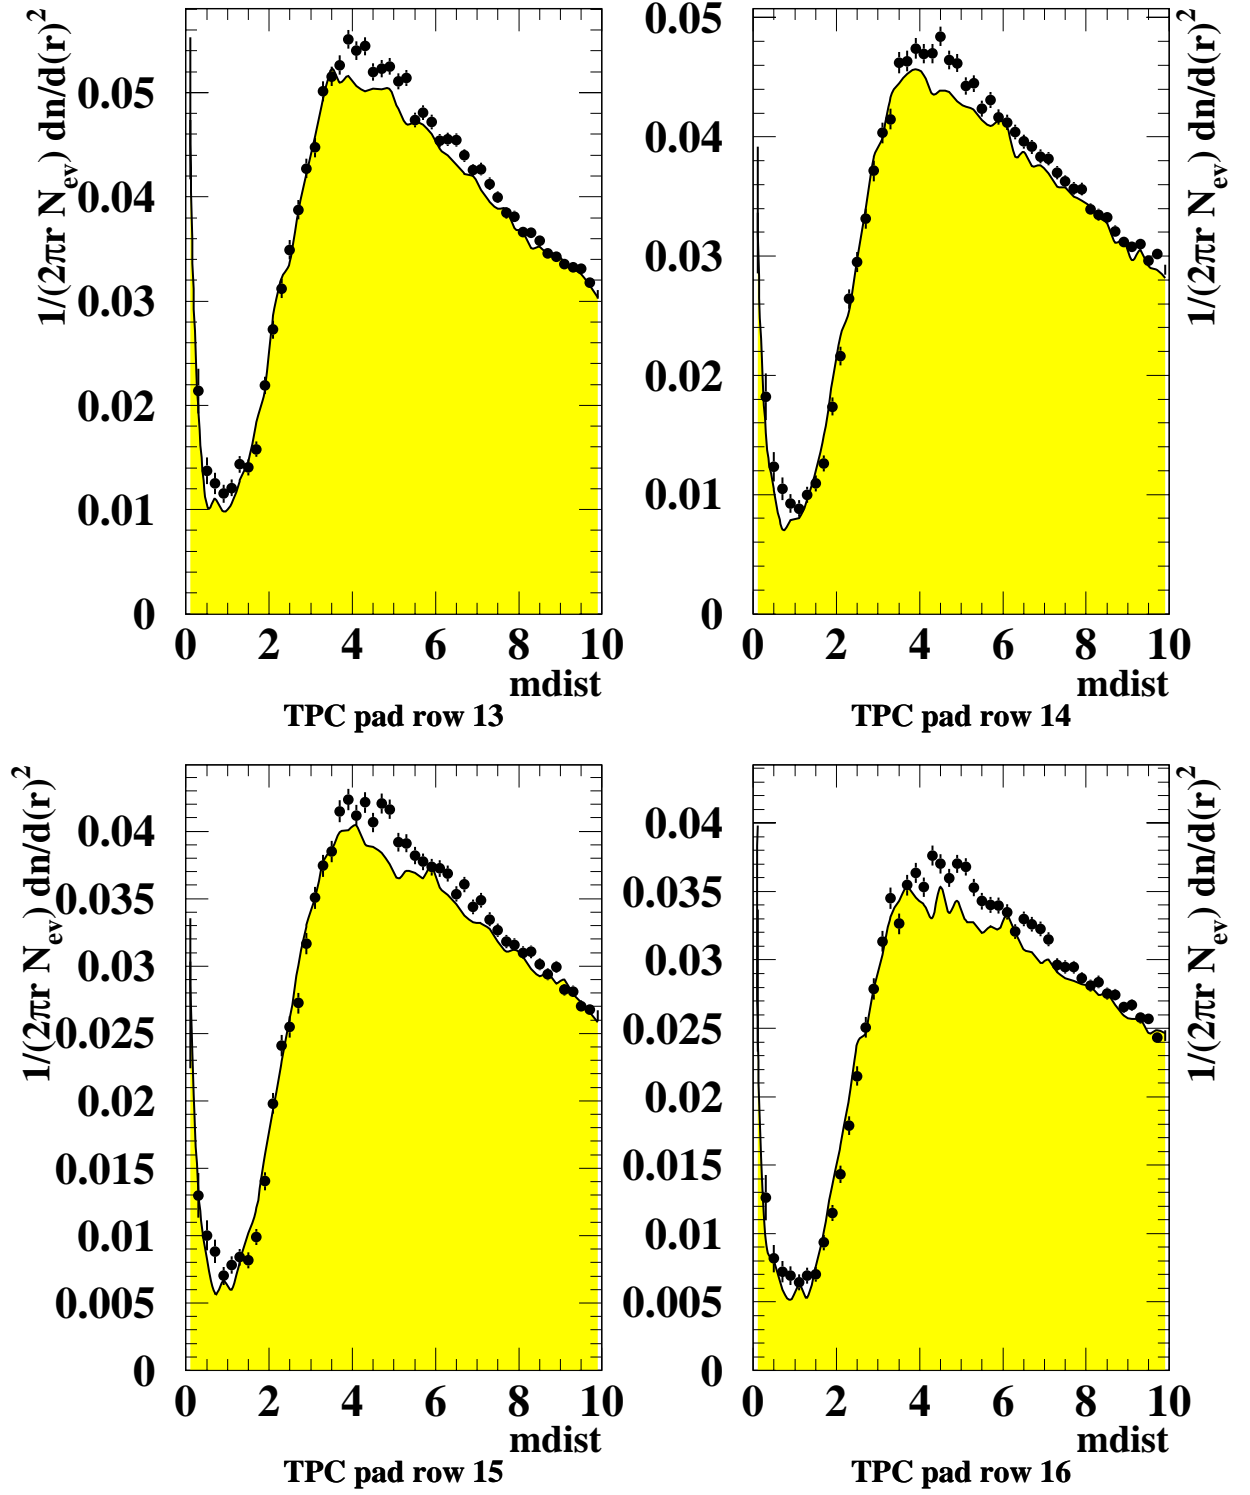 1/(2πr N_ev) dn/d(r)^2
0.05
0.04
0.03
0.02
0.01
0
0 2 4 6 8 10
mdist
TPC pad row 13
1/(2πr N_ev) dn/d(r)^2
0.05
0.04
0.03
0.02
0.01
0
0 2 4 6 8 10
mdist
TPC pad row 14
1/(2πr N_ev) dn/d(r)^2
0.04
0.035
0.03
0.025
0.02
0.015
0.01
0.005
0
0 2 4 6 8 10
mdist
TPC pad row 15
1/(2πr N_ev) dn/d(r)^2
0.04
0.035
0.03
0.025
0.02
0.015
0.01
0.005
0
0 2 4 6 8 10
mdist
TPC pad row 16